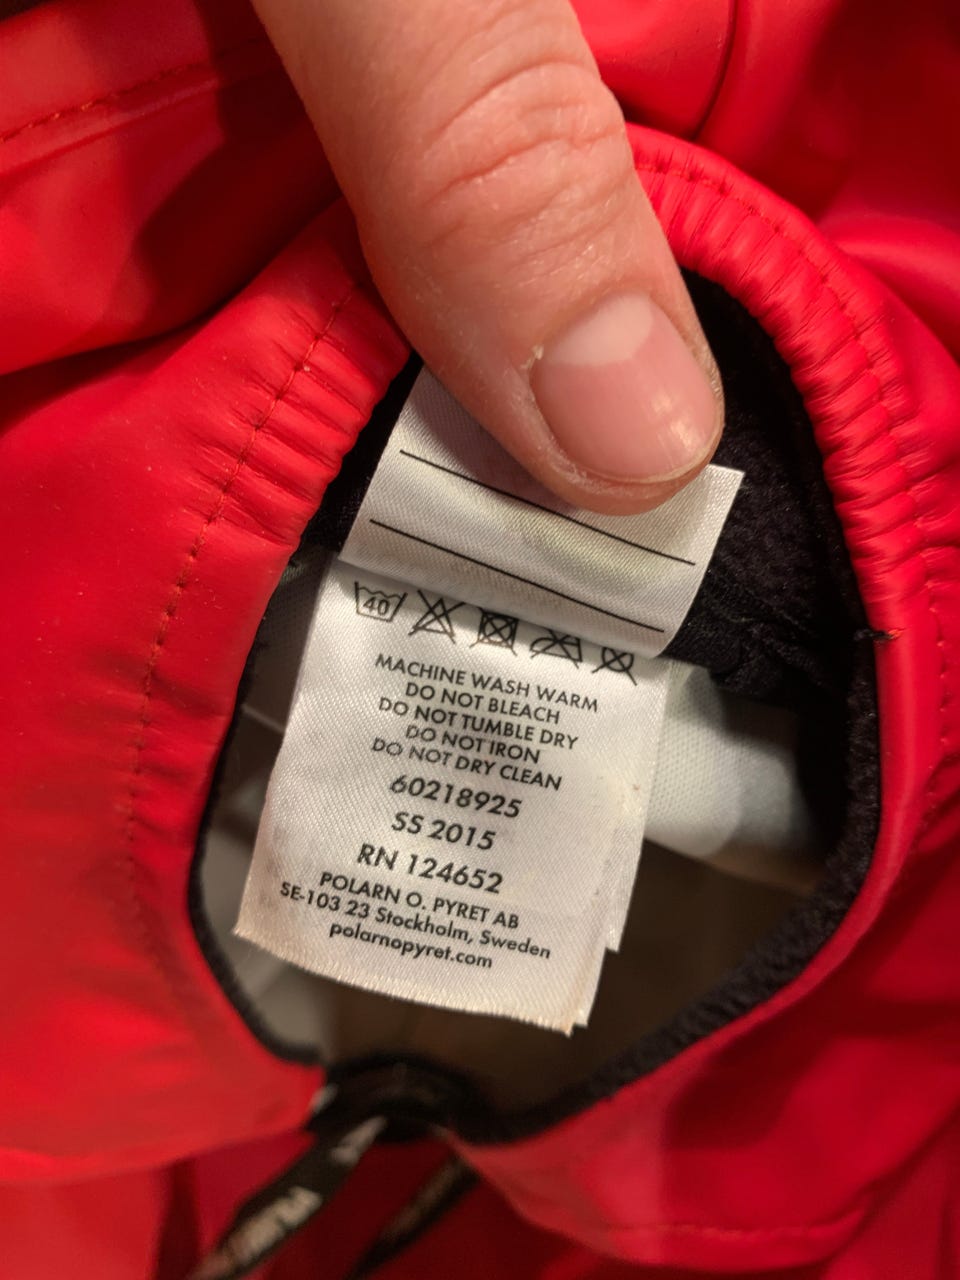 40
MACHINE WASH WARM
DO NOT BLEACH
DO NOT TUMBLE DRY
DO NOT IRON
DO NOT DRY CLEAN
60218925
SS 2015
RN 124652
POLARN O. PYRET AB
SE-103 23 Stockholm, Sweden
polarnopyret.com